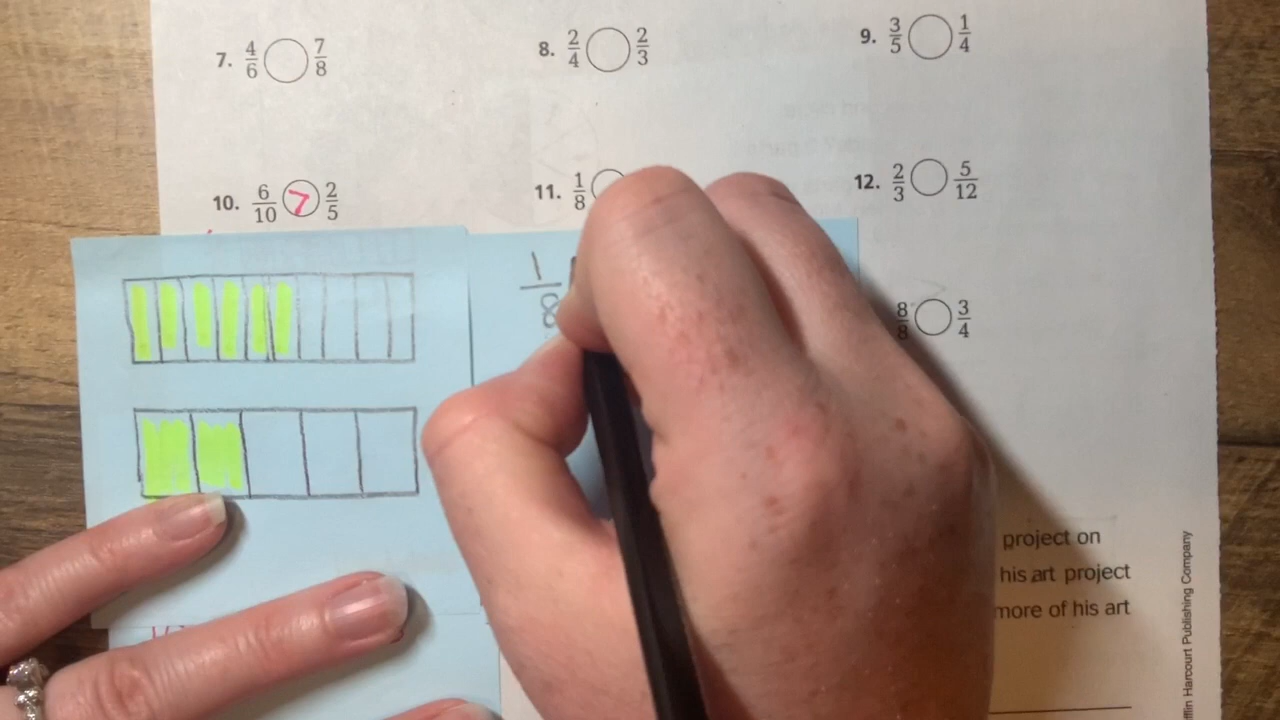 7. 4/6 ○ 7/8
8. 2/4 ○ 2/3
9. 3/5 ○ 1/4
10. 6/10 > 2/5
11. 1/8
12. 2/3 ○ 5/12
1/8
8/8 ○ 3/4
project on
his art project
more of his art
Harcourt Publishing Company